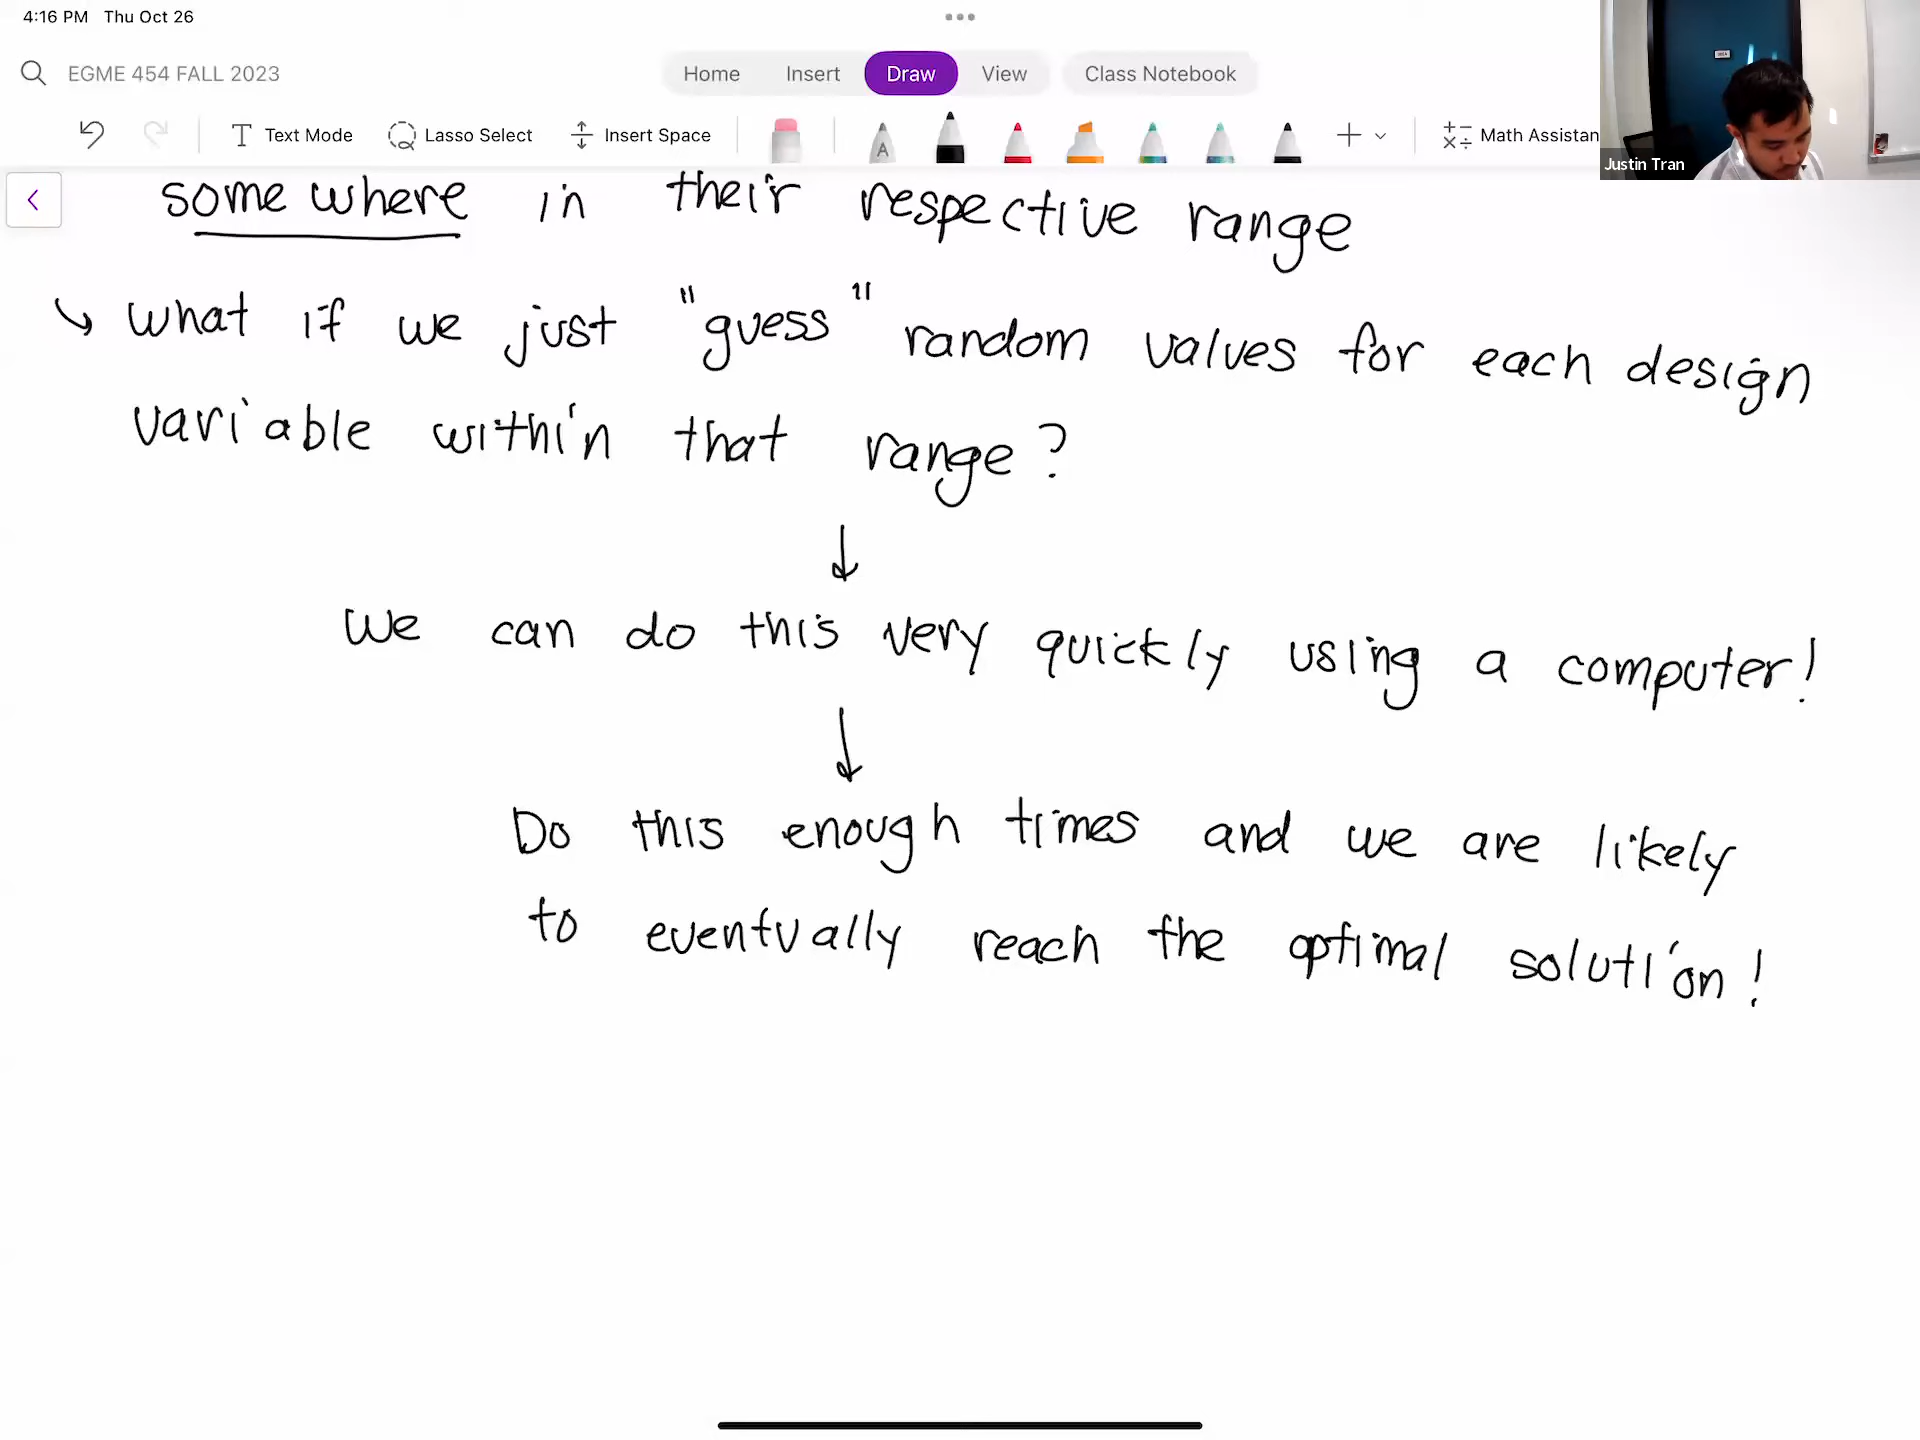 4:16 PM Thu Oct 26
EGME 454 FALL 2023
Home Insert Draw View Class Notebook
Text Mode Lasso Select Insert Space A Math Assistan
Justin Tran
somewhere in their respective range
what if we just "guess" random values for each design
variable within that range?
We can do this very quickly using a computer!
Do this enough times and we are likely
to eventually reach the optimal solution!